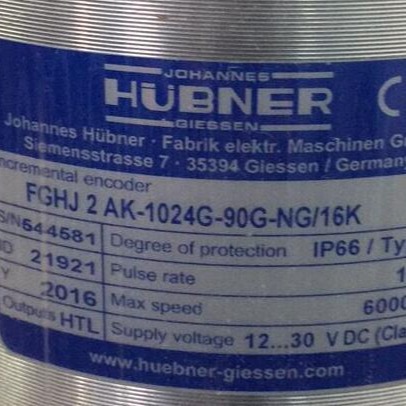 JOHANNES
HÜBNER
GIESSEN
C
Johannes Hübner · Fabrik elektr. Maschinen G
Siemensstrasse 7 · 35394 Giessen / Germany
ncremental encoder
FGHJ 2 AK-1024G-90G-NG/16K
S/N 544581 Degree of protection IP66 / Ty
ID 21921 Pulse rate 1
Y 2016 Max speed 6000
Outputs HTL Supply voltage 12...30 V DC (Cla
www.huebner-giessen.com